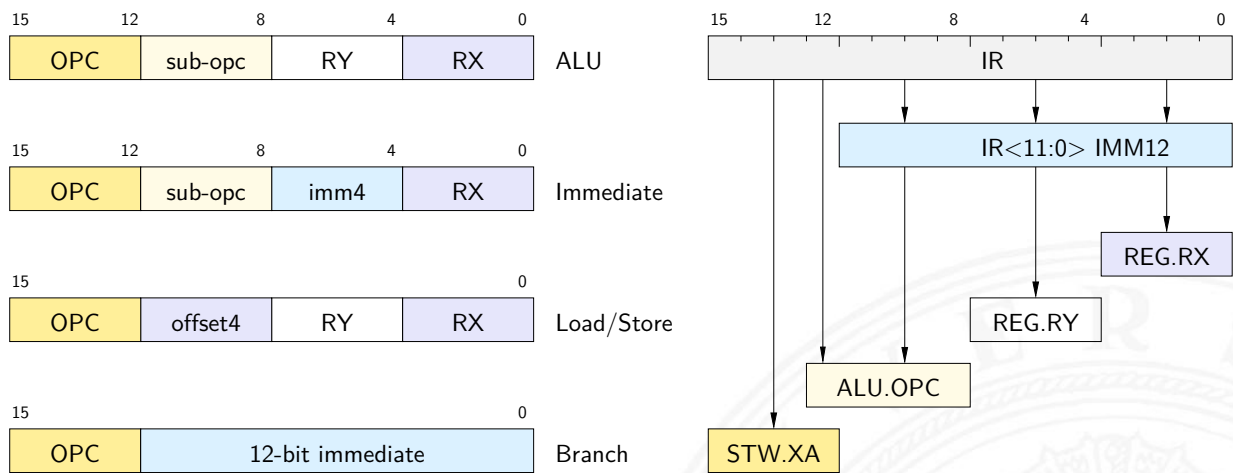 15 12 8 4 0
OPC sub-opc RY RX ALU
15 12 8 4 0
OPC sub-opc imm4 RX Immediate
15 0
OPC offset4 RY RX Load/Store
15 0
OPC 12-bit immediate Branch
15 12 8 4 0
IR
IR<11:0> IMM12
REG.RX
REG.RY
ALU.OPC
STW.XA